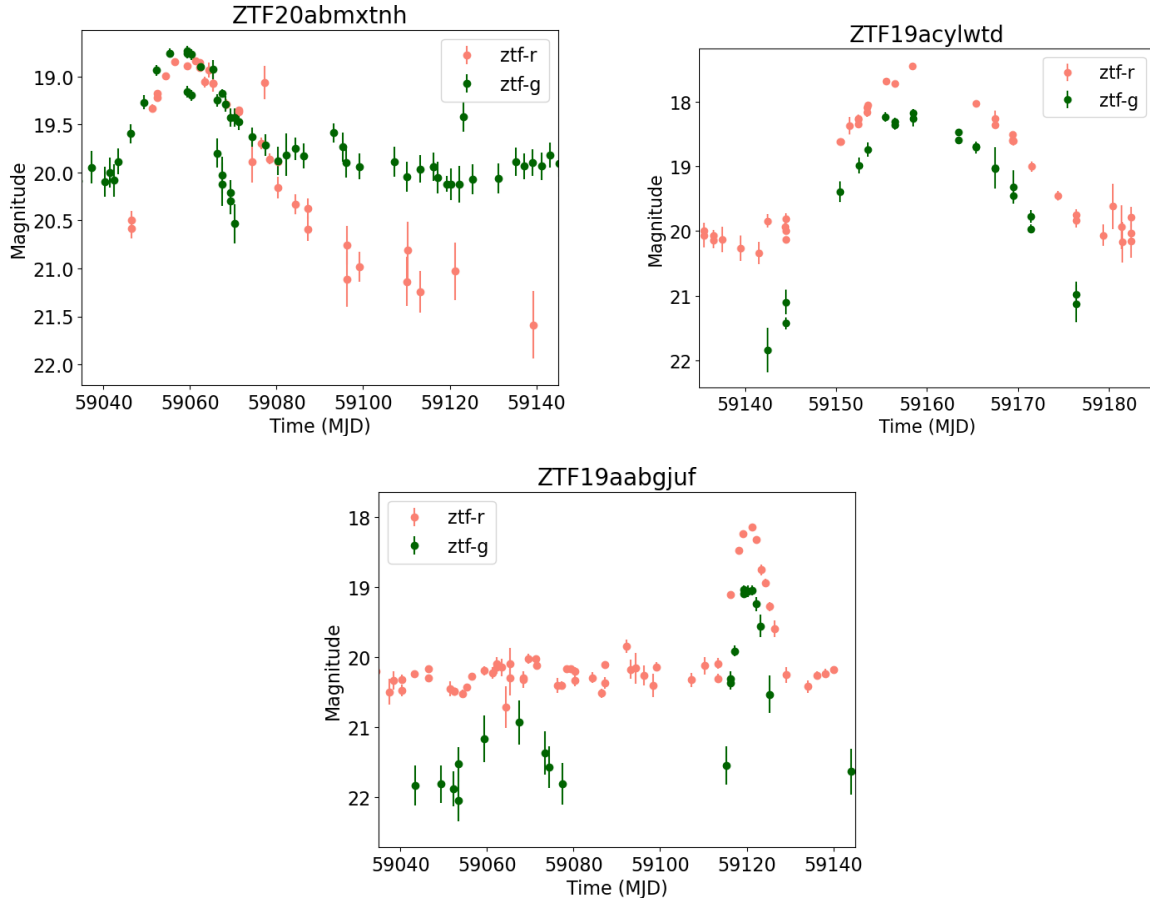 ZTF20abmxtnh
ztf-r
ztf-g
19.0
19.5
20.0
20.5
21.0
21.5
22.0
Magnitude
59040 59060 59080 59100 59120 59140
Time (MJD)
ZTF19acylwtd
ztf-r
ztf-g
18
19
20
21
22
Magnitude
59140 59150 59160 59170 59180
Time (MJD)
ZTF19aabgjuf
ztf-r
ztf-g
18
19
20
21
22
Magnitude
59040 59060 59080 59100 59120 59140
Time (MJD)